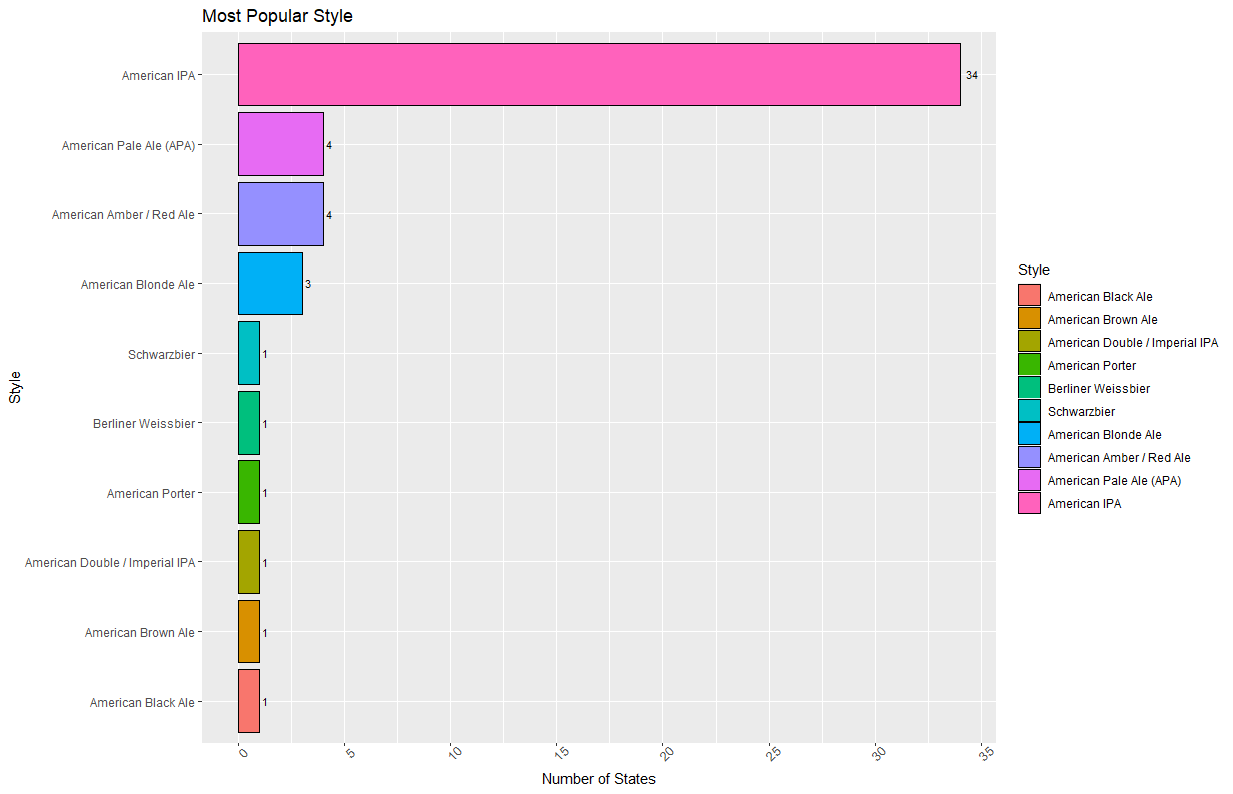 Most Popular Style
American IPA
34
American Pale Ale (APA)
4
American Amber / Red Ale
4
American Blonde Ale
3
Schwarzbier
1
Berliner Weissbier
1
American Porter
1
American Double / Imperial IPA
1
American Brown Ale
1
American Black Ale
1
Style
0 5 10 15 20 25 30 35
Number of States
Style
American Black Ale
American Brown Ale
American Double / Imperial IPA
American Porter
Berliner Weissbier
Schwarzbier
American Blonde Ale
American Amber / Red Ale
American Pale Ale (APA)
American IPA